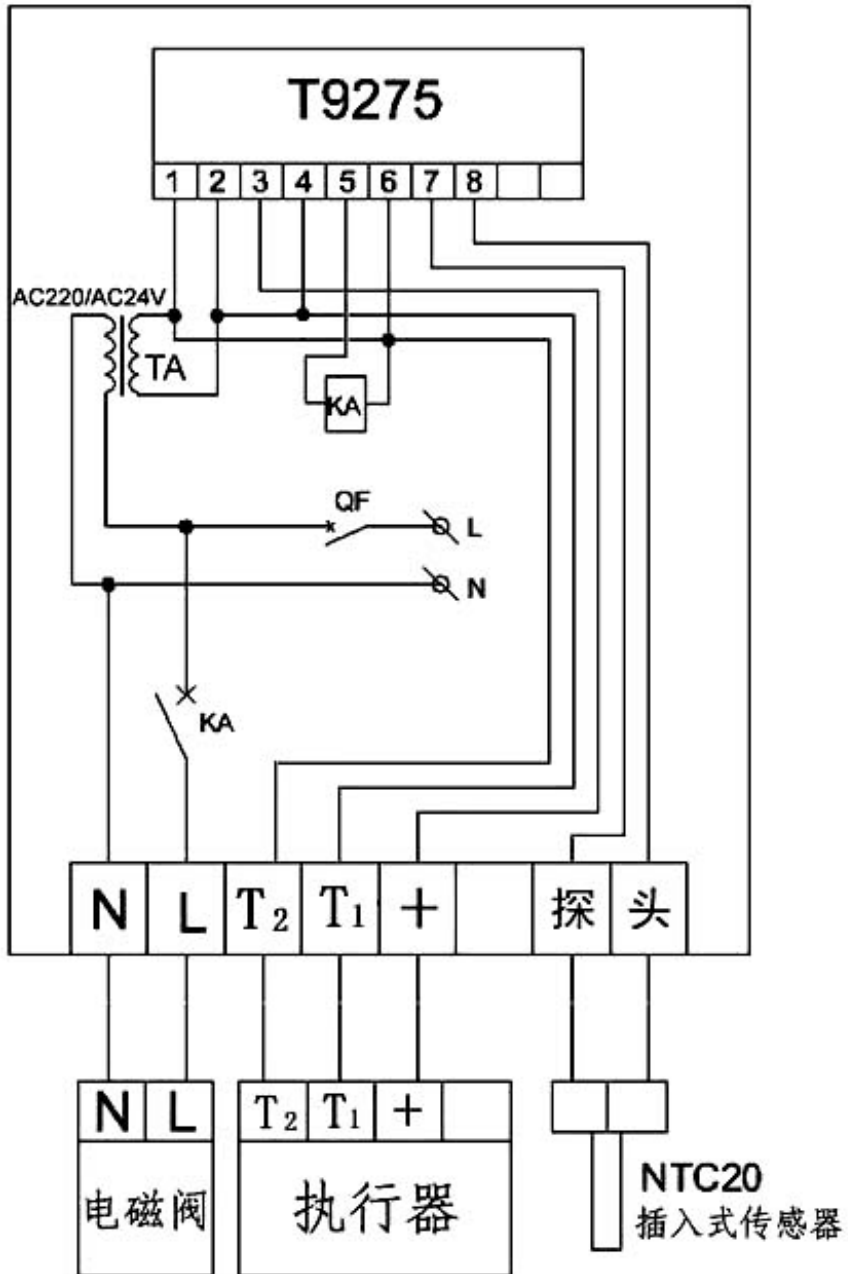 T9275
1 2 3 4 5 6 7 8
AC220/AC24V
TA
KA
QF
L
N
KA
N L T₂ T₁ + 探 头
N L T₂ T₁ +
电磁阀 执行器
NTC20
插入式传感器